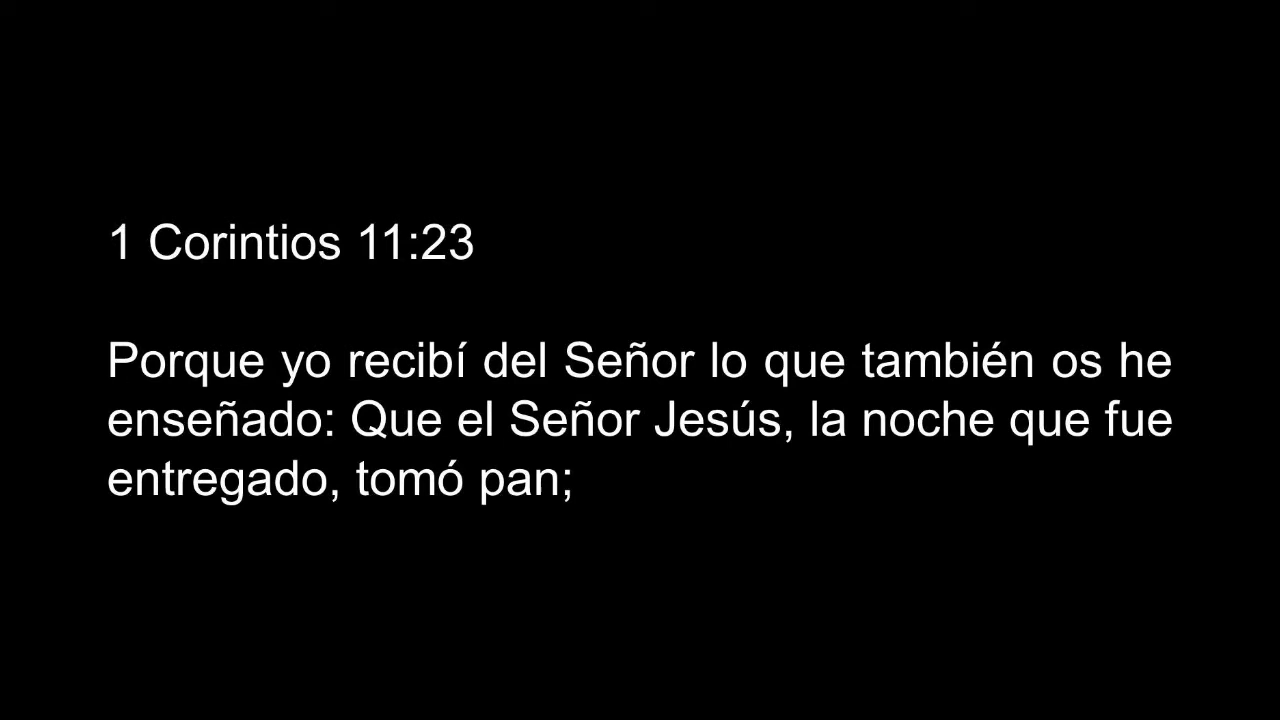 1 Corintios 11:23
Porque yo recibí del Señor lo que también os he
enseñado: Que el Señor Jesús, la noche que fue
entregado, tomó pan;